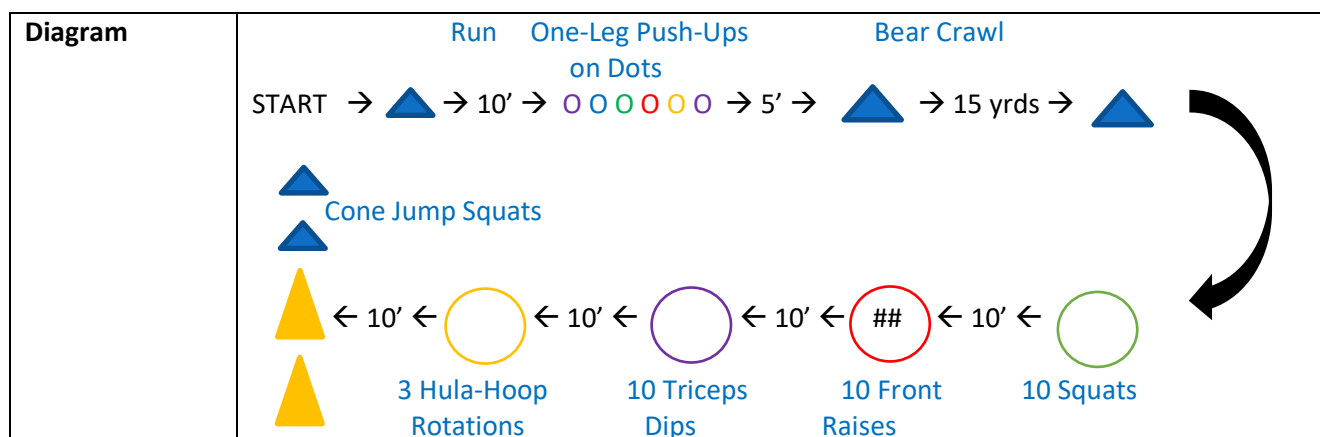 Diagram
Run One-Leg Push-Ups Bear Crawl
on Dots
START → → 10’ → O O O O O O → 5’ → → 15 yrds →
Cone Jump Squats
← 10’ ← ← 10’ ← ← 10’ ← ## ← 10’ ←
3 Hula-Hoop 10 Triceps 10 Front 10 Squats
Rotations Dips Raises